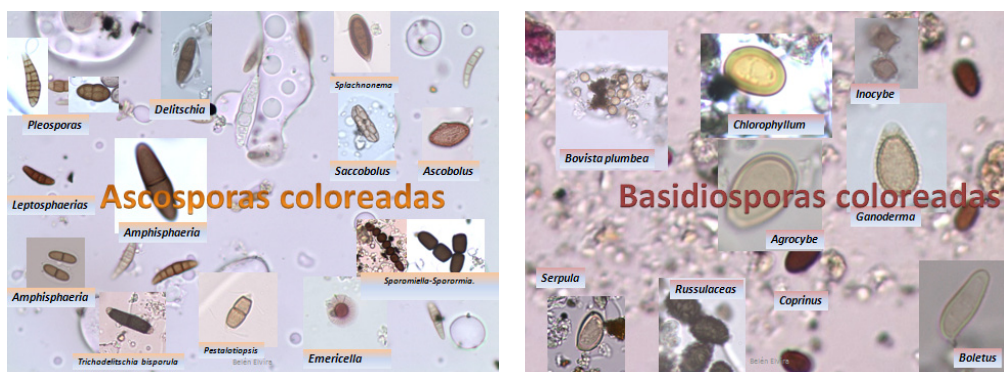 Delitschia
Splachnonema
Pleosporas
Saccobolus
Ascobolus
Leptosphaerias
Ascosporas coloreadas
Amphisphaeria
Sporomiella-Sporormia.
Amphisphaeria
Trichodelitschia bisporula
Pestalotiopsis
Emericella
Belén Elvira
Inocybe
Chlorophyllum
Bovista plumbea
Basidiosporas coloreadas
Ganoderma
Agrocybe
Serpula
Russulaceas
Coprinus
Boletus
Belén Elvira